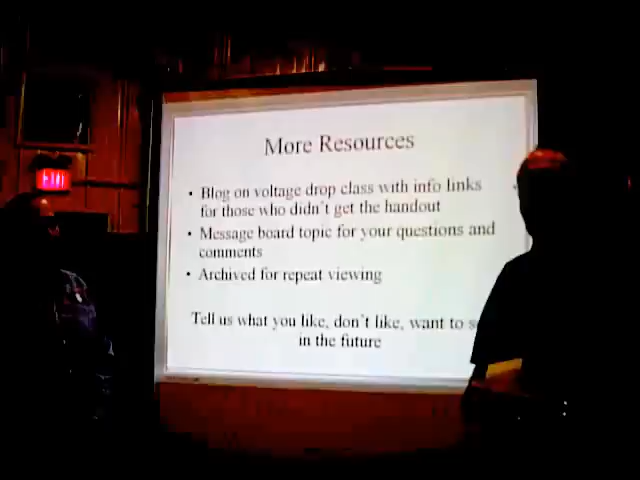 More Resources
• Blog on voltage drop class with info links
for those who didn't get the handout
• Message board topic for your questions and
comments
• Archived for repeat viewing
Tell us what you like, don't like, want to
in the future
EXIT